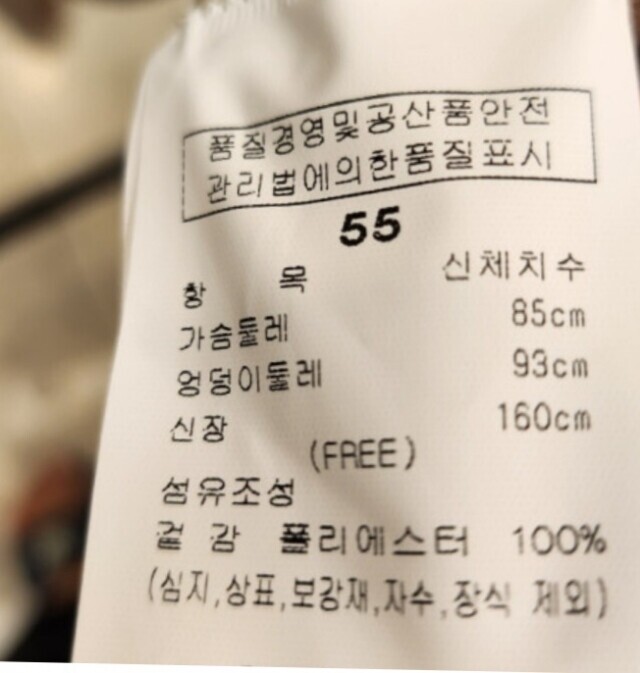 품질경영및공산품안전
관리법에의한품질표시
55
항 목 신체치수
가슴둘레 85cm
엉덩이둘레 93cm
신장 160cm
(FREE)
섬유조성
겉 감 폴리에스터 100%
(심지,상표,보강재,자수,장식 제외)